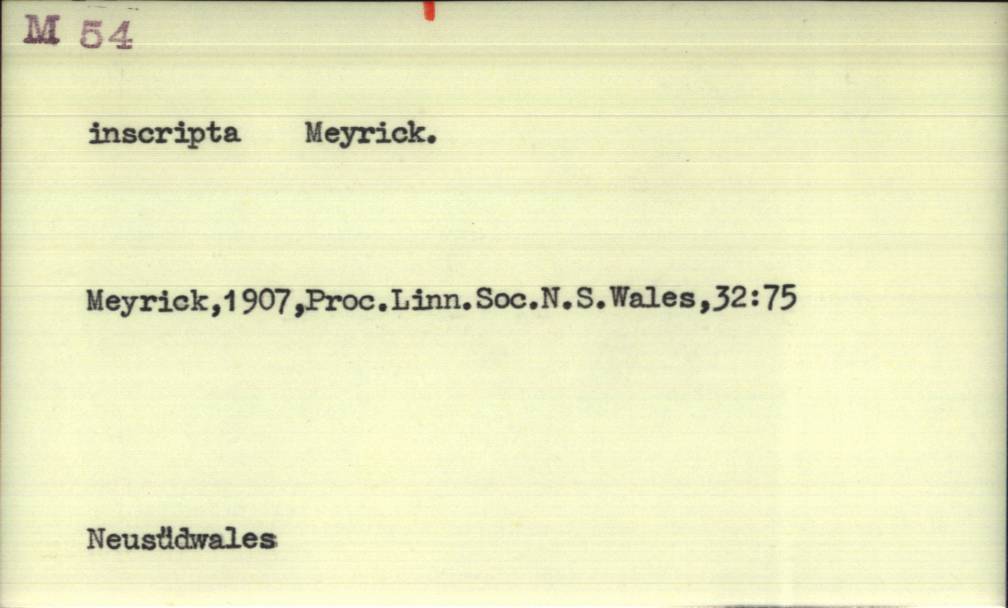 M 54
inscripta Meyrick.
Meyrick,1907,Proc.Linn.Soc.N.S.Wales,32:75
Neusüdwales